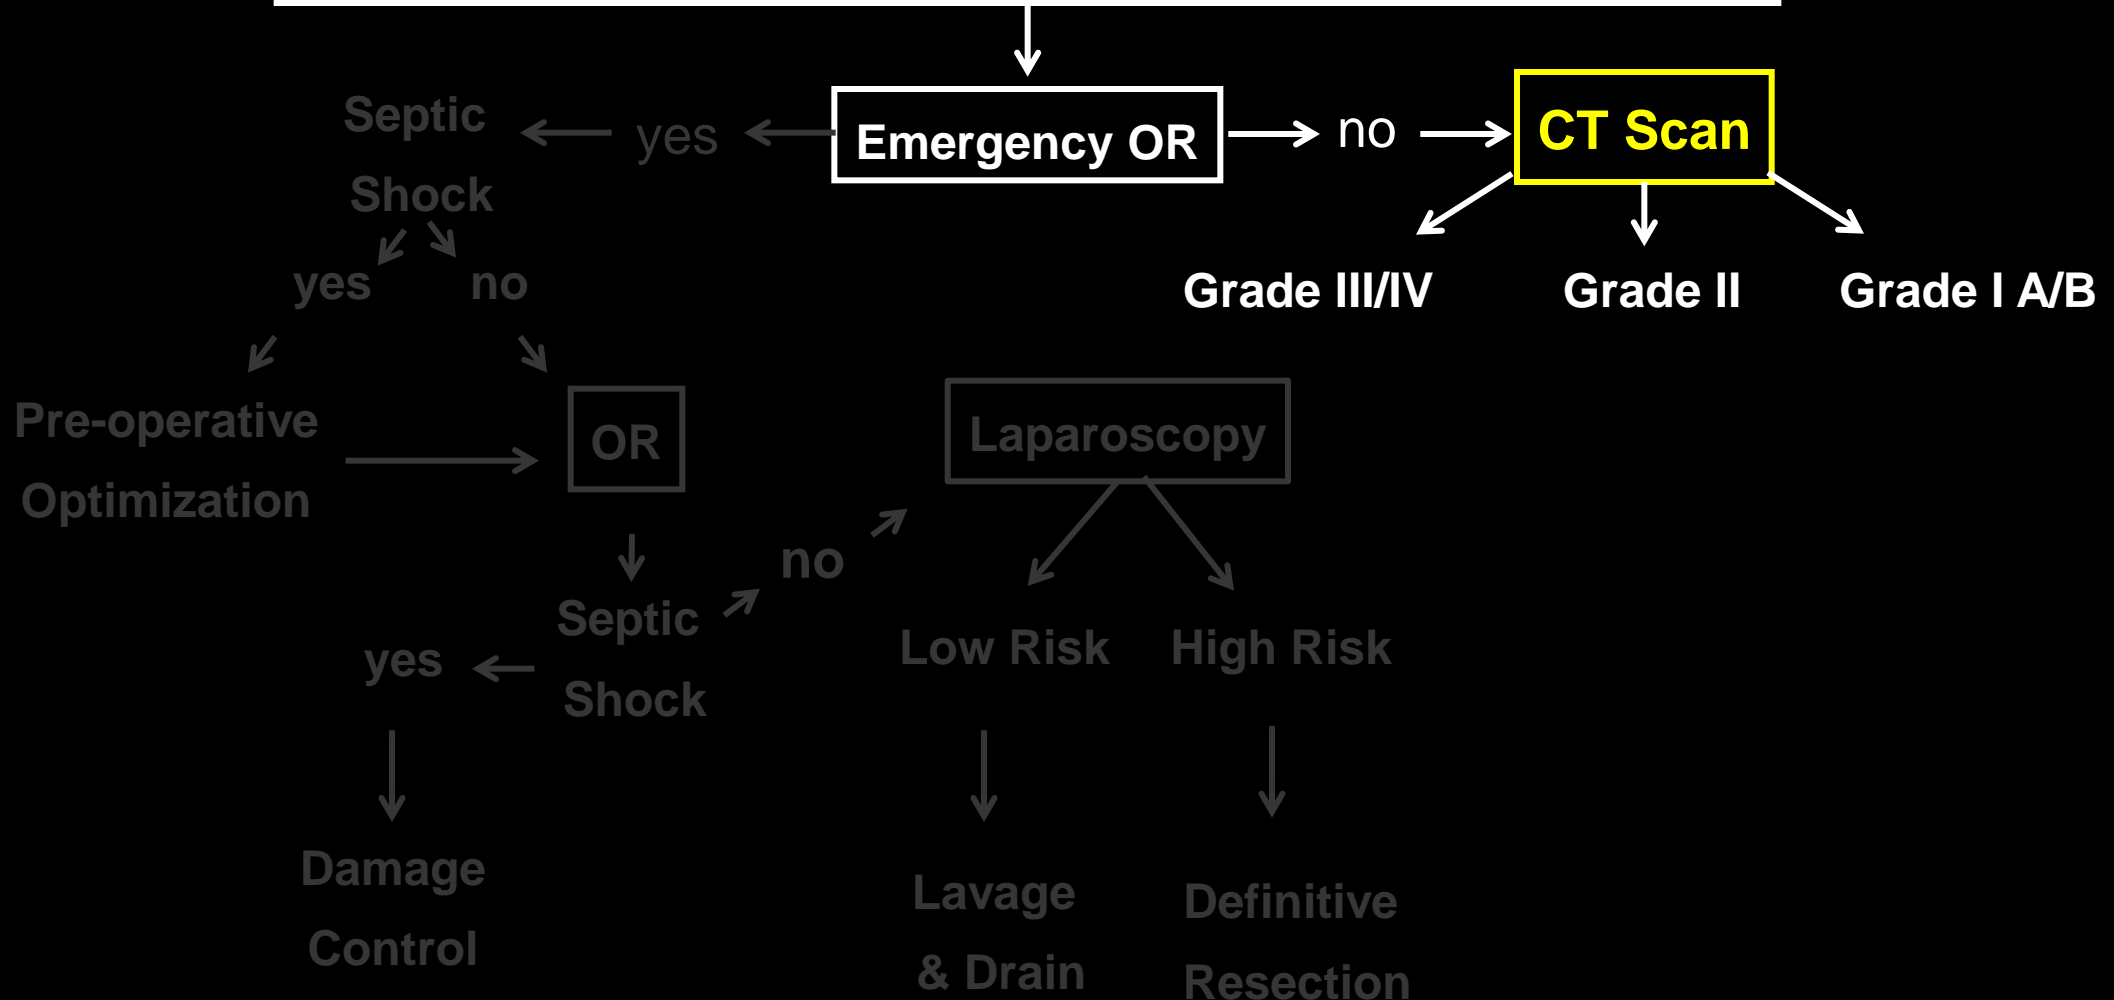 Septic
Shock
yes
Emergency OR
no
CT Scan
yes
no
Grade III/IV
Grade II
Grade I A/B
Pre-operative
Optimization
OR
Laparoscopy
no
Septic
Shock
yes
Low Risk
High Risk
Damage
Control
Lavage
& Drain
Definitive
Resection